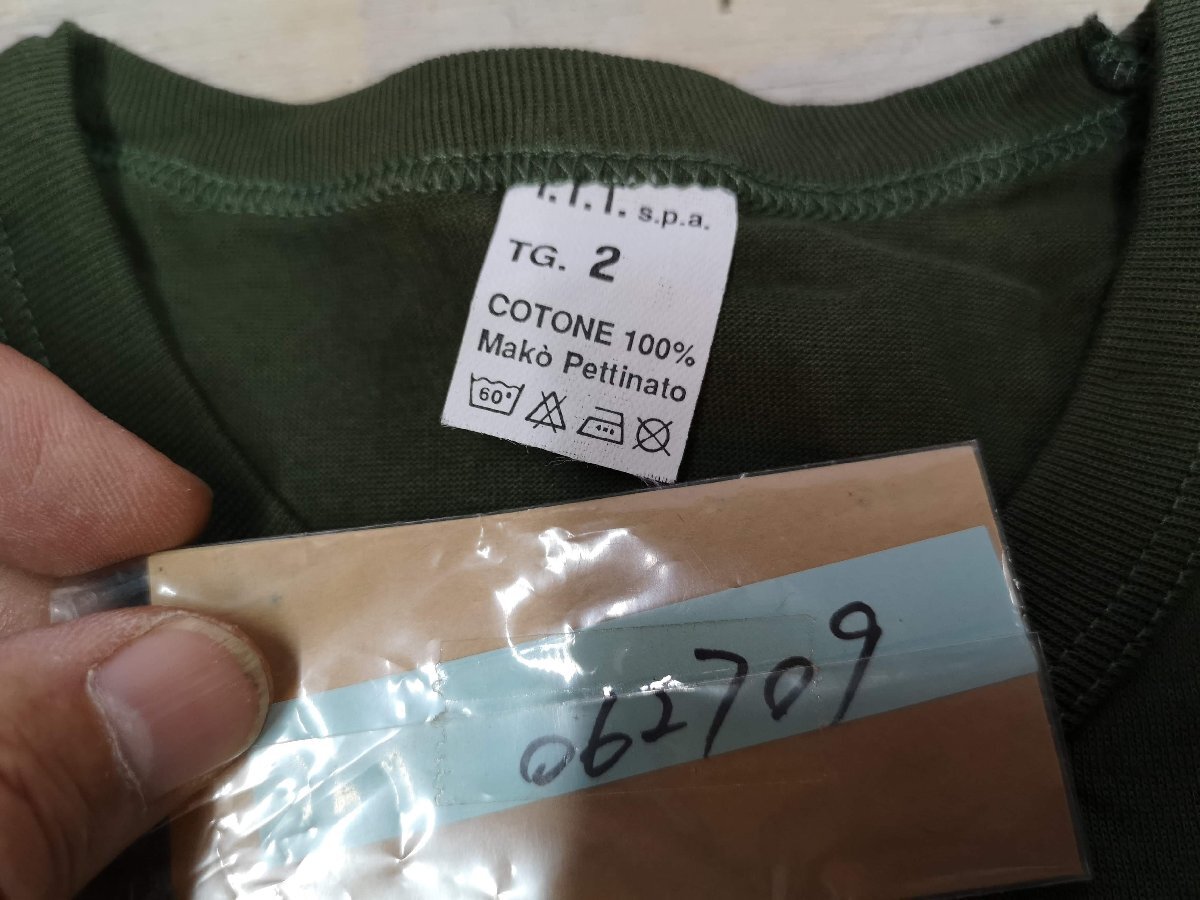 I.T.T. s.p.a.
TG. 2
COTONE 100%
Makò Pettinato
60°
062709